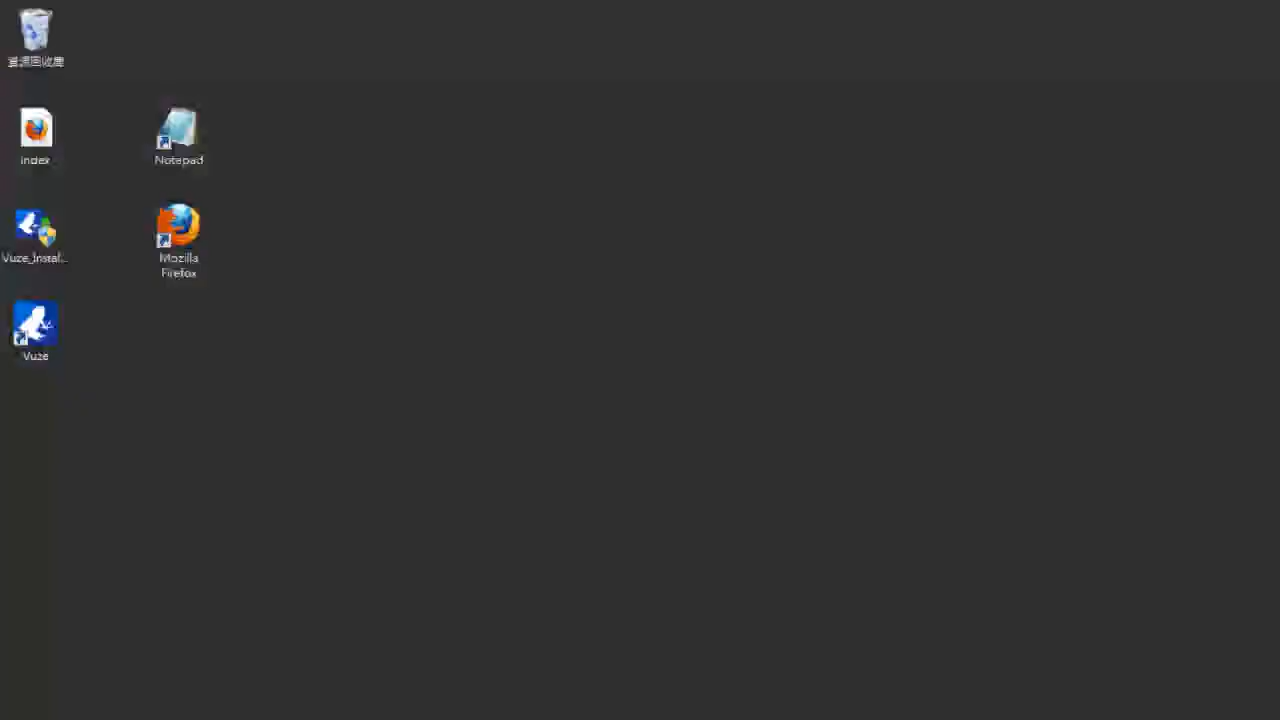 資源回收筒
index
Notepad
Vuze_Instal...
Mozilla
Firefox
Vuze